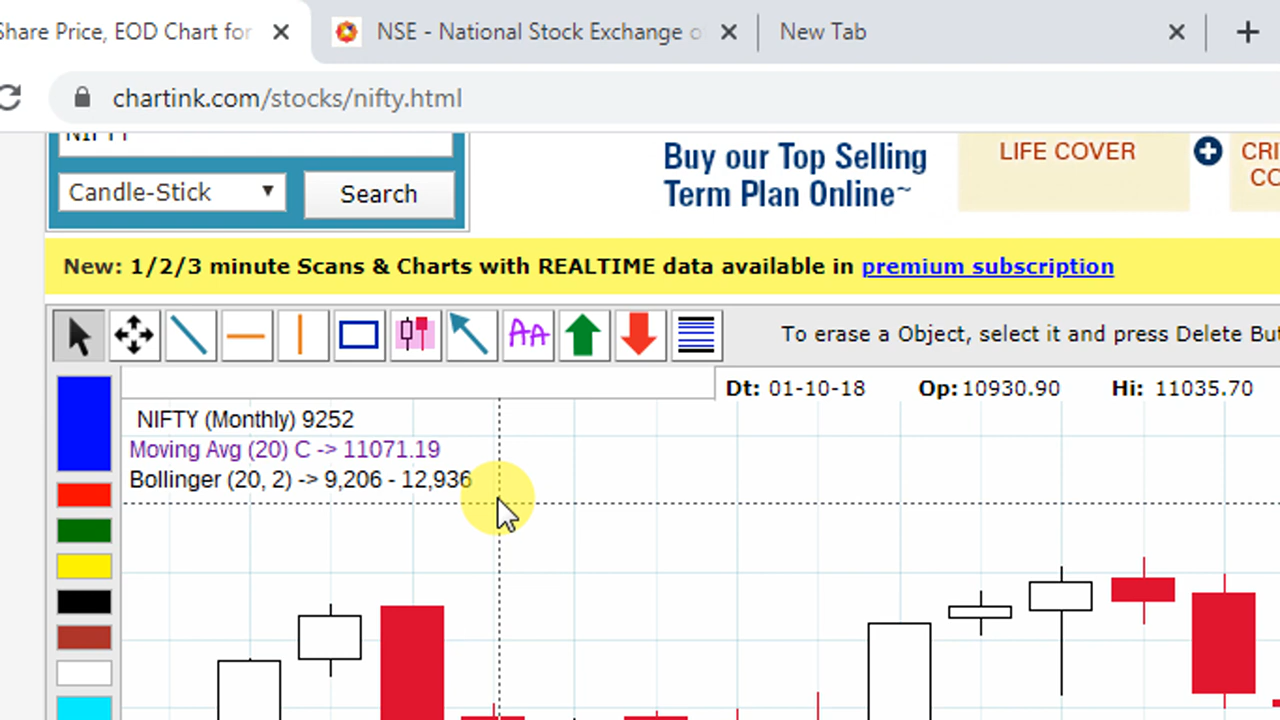 Share Price, EOD Chart for
NSE - National Stock Exchange o
New Tab
chartink.com/stocks/nifty.html
NIFTY
Candle-Stick
Search
Buy our Top Selling
Term Plan Online~
LIFE COVER
CRI
CO
New: 1/2/3 minute Scans & Charts with REALTIME data available in premium subscription
AA
To erase a Object, select it and press Delete But
Dt: 01-10-18 Op:10930.90 Hi: 11035.70
NIFTY (Monthly) 9252
Moving Avg (20) C -> 11071.19
Bollinger (20, 2) -> 9,206 - 12,936